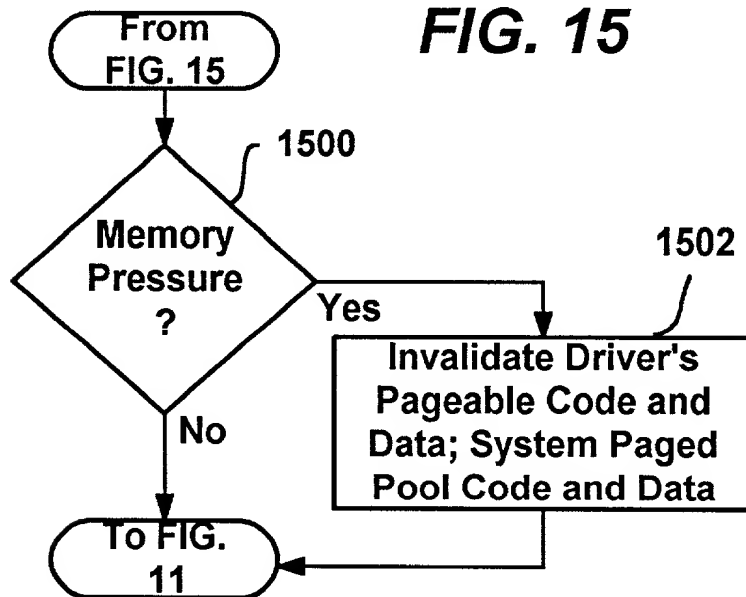 FIG. 15
From
FIG. 15
1500
Memory
Pressure
?
Yes
No
1502
Invalidate Driver's
Pageable Code and
Data; System Paged
Pool Code and Data
To FIG.
11